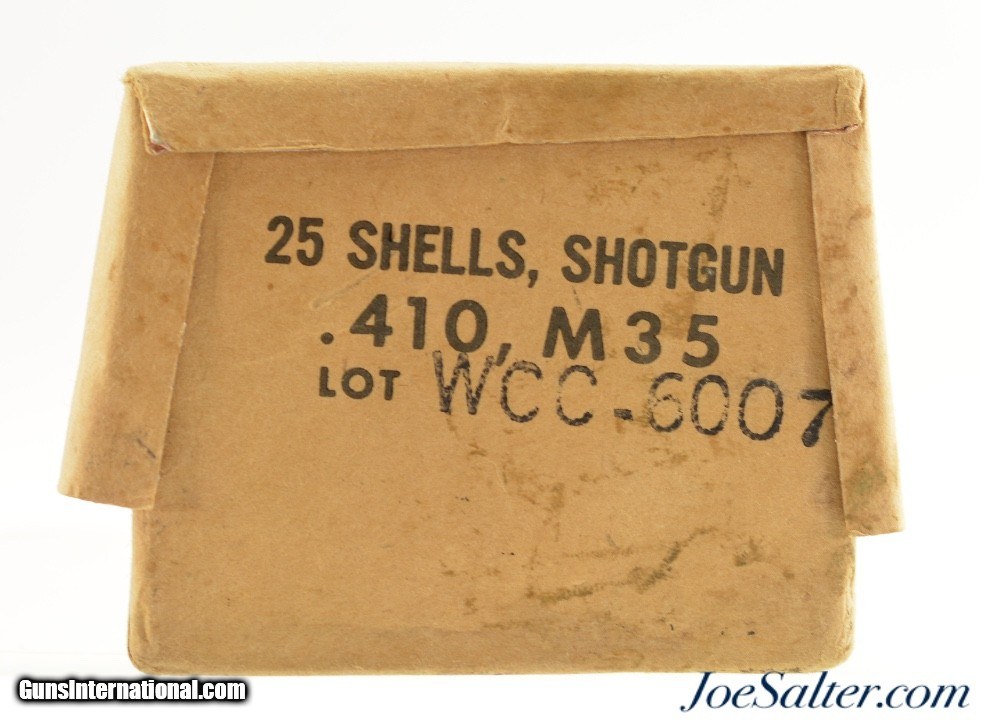 25 SHELLS, SHOTGUN
.410, M35
LOT WCC-6007
GunsInternational.com
JoeSalter.com